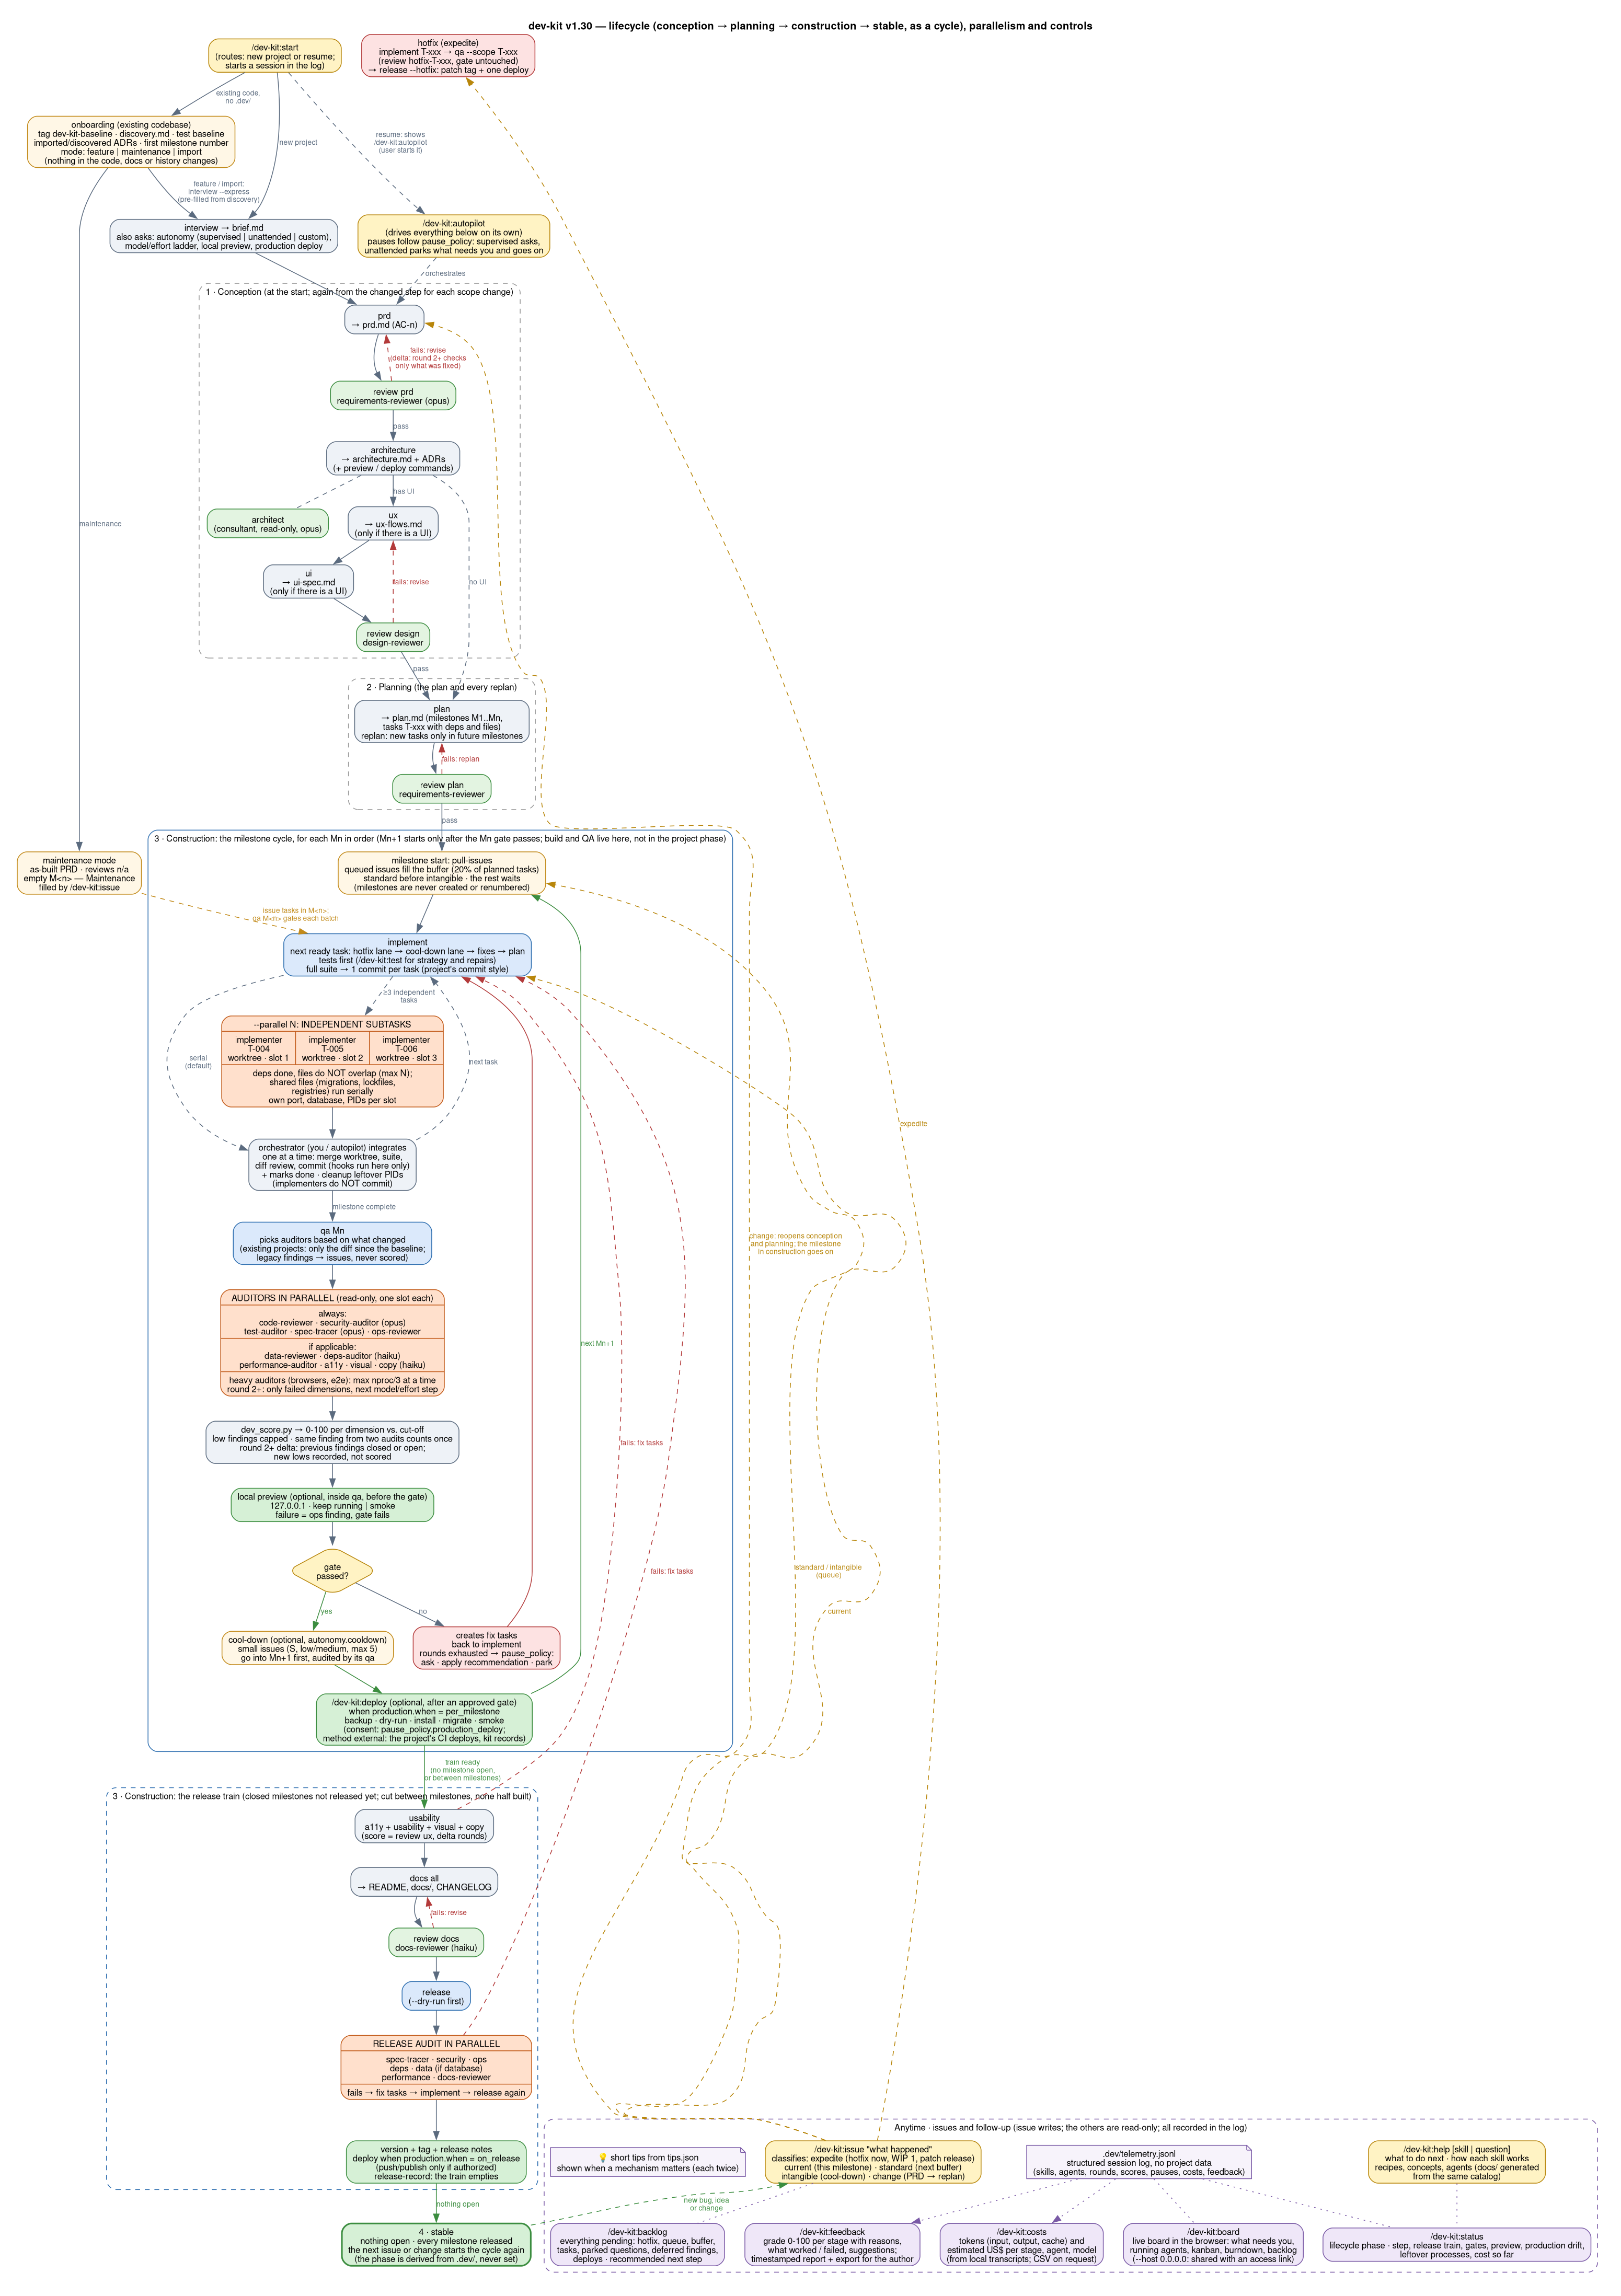 dev-kit v1.30 — lifecycle (conception → planning → construction → stable, as a cycle), parallelism and controls
/dev-kit:start
(routes: new project or resume;
starts a session in the log)
hotfix (expedite)
implement T-xxx → qa --scope T-xxx
(review hotfix-T-xxx, gate untouched)
→ release --hotfix: patch tag + one deploy
existing code,
no .dev/
onboarding (existing codebase)
tag dev-kit-baseline · discovery.md · test baseline
imported/discovered ADRs · first milestone number
mode: feature | maintenance | import
(nothing in the code, docs or history changes)
new project
resume: shows
/dev-kit:autopilot
(user starts it)
feature / import:
interview --express
(pre-filled from discovery)
interview → brief.md
also asks: autonomy (supervised | unattended | custom),
model/effort ladder, local preview, production deploy
/dev-kit:autopilot
(drives everything below on its own)
pauses follow pause_policy: supervised asks,
unattended parks what needs you and goes on
orchestrates
1 · Conception (at the start; again from the changed step for each scope change)
prd
→ prd.md (AC-n)
fails: revise
(delta: round 2+ checks
only what was fixed)
review prd
requirements-reviewer (opus)
pass
architecture
→ architecture.md + ADRs
(+ preview / deploy commands)
has UI
architect
(consultant, read-only, opus)
ux
→ ux-flows.md
(only if there is a UI)
maintenance
ui
→ ui-spec.md
(only if there is a UI)
fails: revise
no UI
review design
design-reviewer
pass
2 · Planning (the plan and every replan)
plan
→ plan.md (milestones M1..Mn,
tasks T-xxx with deps and files)
replan: new tasks only in future milestones
fails: replan
review plan
requirements-reviewer
pass
3 · Construction: the milestone cycle, for each Mn in order (Mn+1 starts only after the Mn gate passes; build and QA live here, not in the project phase)
maintenance mode
as-built PRD · reviews n/a
empty M<n> — Maintenance
filled by /dev-kit:issue
milestone start: pull-issues
queued issues fill the buffer (20% of planned tasks)
standard before intangible · the rest waits
(milestones are never created or renumbered)
issue tasks in M<n>;
qa M<n> gates each batch
implement
next ready task: hotfix lane → cool-down lane → fixes → plan
tests first (/dev-kit:test for strategy and repairs)
full suite → 1 commit per task (project's commit style)
≥3 independent
tasks
--parallel N: INDEPENDENT SUBTASKS
implementer
T-004
worktree · slot 1
implementer
T-005
worktree · slot 2
implementer
T-006
worktree · slot 3
deps done, files do NOT overlap (max N);
shared files (migrations, lockfiles,
registries) run serially
own port, database, PIDs per slot
serial
(default)
next task
expedite
orchestrator (you / autopilot) integrates
one at a time: merge worktree, suite,
diff review, commit (hooks run here only)
+ marks done · cleanup leftover PIDs
(implementers do NOT commit)
milestone complete
qa Mn
picks auditors based on what changed
(existing projects: only the diff since the baseline;
legacy findings → issues, never scored)
change: reopens conception
and planning; the milestone
in construction goes on
AUDITORS IN PARALLEL (read-only, one slot each)
always:
code-reviewer · security-auditor (opus)
test-auditor · spec-tracer (opus) · ops-reviewer
if applicable:
data-reviewer · deps-auditor (haiku)
performance-auditor · a11y · visual · copy (haiku)
heavy auditors (browsers, e2e): max nproc/3 at a time
round 2+: only failed dimensions, next model/effort step
next Mn+1
dev_score.py → 0-100 per dimension vs. cut-off
low findings capped · same finding from two audits counts once
round 2+ delta: previous findings closed or open;
new lows recorded, not scored
fails: fix tasks
local preview (optional, inside qa, before the gate)
127.0.0.1 · keep running | smoke
failure = ops finding, gate fails
gate
passed?
fails: fix tasks
standard / intangible
(queue)
yes
no
current
cool-down (optional, autonomy.cooldown)
small issues (S, low/medium, max 5)
go into Mn+1 first, audited by its qa
creates fix tasks
back to implement
rounds exhausted → pause_policy:
ask · apply recommendation · park
/dev-kit:deploy (optional, after an approved gate)
when production.when = per_milestone
backup · dry-run · install · migrate · smoke
(consent: pause_policy.production_deploy;
method external: the project's CI deploys, kit records)
train ready
(no milestone open,
or between milestones)
3 · Construction: the release train (closed milestones not released yet; cut between milestones, none half built)
usability
a11y + usability + visual + copy
(score = review ux, delta rounds)
docs all
→ README, docs/, CHANGELOG
fails: revise
review docs
docs-reviewer (haiku)
release
(--dry-run first)
RELEASE AUDIT IN PARALLEL
spec-tracer · security · ops
deps · data (if database)
performance · docs-reviewer
fails → fix tasks → implement → release again
version + tag + release notes
deploy when production.when = on_release
(push/publish only if authorized)
release-record: the train empties
nothing open
4 · stable
nothing open · every milestone released
the next issue or change starts the cycle again
(the phase is derived from .dev/, never set)
Anytime · issues and follow-up (issue writes; the others are read-only; all recorded in the log)
💡 short tips from tips.json
shown when a mechanism matters (each twice)
/dev-kit:issue "what happened"
classifies: expedite (hotfix now, WIP 1, patch release)
current (this milestone) · standard (next buffer)
intangible (cool-down) · change (PRD → replan)
.dev/telemetry.jsonl
structured session log, no project data
(skills, agents, rounds, scores, pauses, costs, feedback)
/dev-kit:help [skill | question]
what to do next · how each skill works
recipes, concepts, agents (docs/ generated
from the same catalog)
new bug, idea
or change
/dev-kit:backlog
everything pending: hotfix, queue, buffer,
tasks, parked questions, deferred findings,
deploys · recommended next step
/dev-kit:feedback
grade 0-100 per stage with reasons,
what worked / failed, suggestions;
timestamped report + export for the author
/dev-kit:costs
tokens (input, output, cache) and
estimated US$ per stage, agent, model
(from local transcripts; CSV on request)
/dev-kit:board
live board in the browser: what needs you,
running agents, kanban, burndown, backlog
(--host 0.0.0.0: shared with an access link)
/dev-kit:status
lifecycle phase · step, release train, gates, preview, production drift,
leftover processes, cost so far